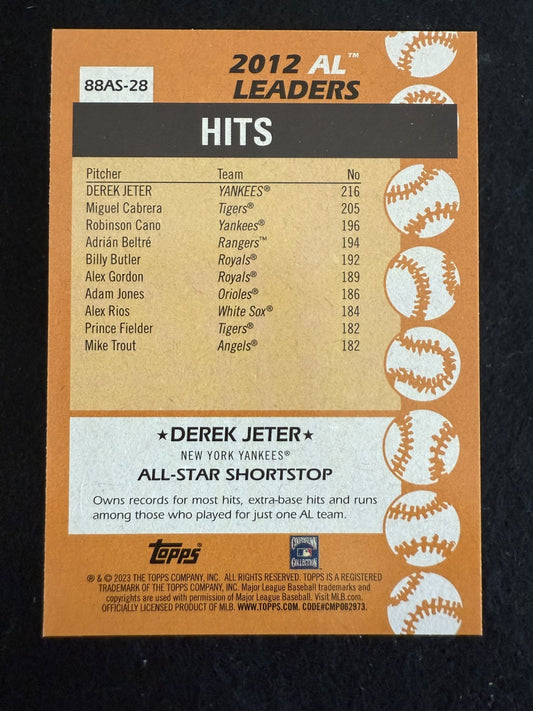 88AS-28
2012 AL™
LEADERS
HITS
Pitcher Team No
DEREK JETER YANKEES® 216
Miguel Cabrera Tigers® 205
Robinson Cano Yankees® 196
Adrián Beltré Rangers™ 194
Billy Butler Royals® 192
Alex Gordon Royals® 189
Adam Jones Orioles® 186
Alex Rios White Sox® 184
Prince Fielder Tigers® 182
Mike Trout Angels® 182
★DEREK JETER★
NEW YORK YANKEES®
ALL-STAR SHORTSTOP
Owns records for most hits, extra-base hits and runs
among those who played for just one AL team.
TOPPS
COOPERSTOWN
COLLECTION
® & © 2023 THE TOPPS COMPANY, INC. ALL RIGHTS RESERVED. TOPPS IS A REGISTERED
TRADEMARK OF THE TOPPS COMPANY, INC. Major League Baseball trademarks and
copyrights are used with permission of Major League Baseball. Visit MLB.com.
OFFICIALLY LICENSED PRODUCT OF MLB. WWW.TOPPS.COM. CODE#CMP062973.